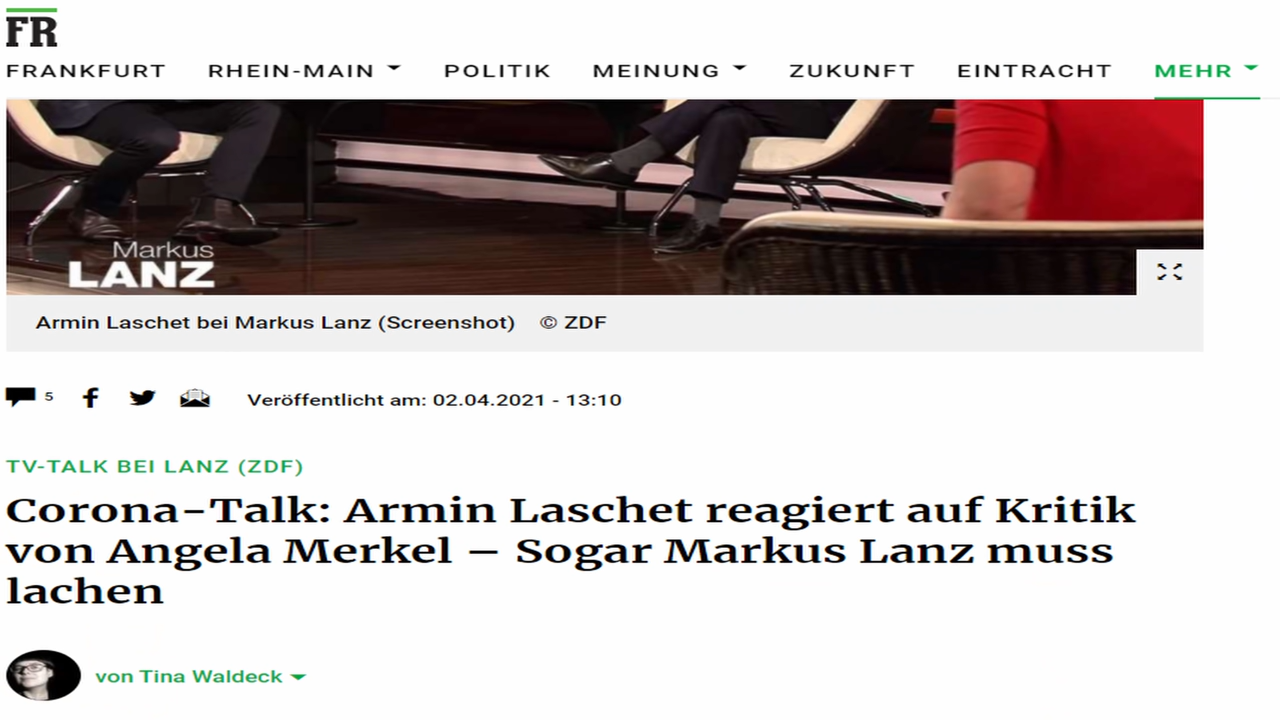 FR
FRANKFURT RHEIN-MAIN POLITIK MEINUNG ZUKUNFT EINTRACHT MEHR
Markus
LANZ
Armin Laschet bei Markus Lanz (Screenshot) © ZDF
5 Veröffentlicht am: 02.04.2021 - 13:10
TV-TALK BEI LANZ (ZDF)
Corona-Talk: Armin Laschet reagiert auf Kritik
von Angela Merkel – Sogar Markus Lanz muss
lachen
von Tina Waldeck